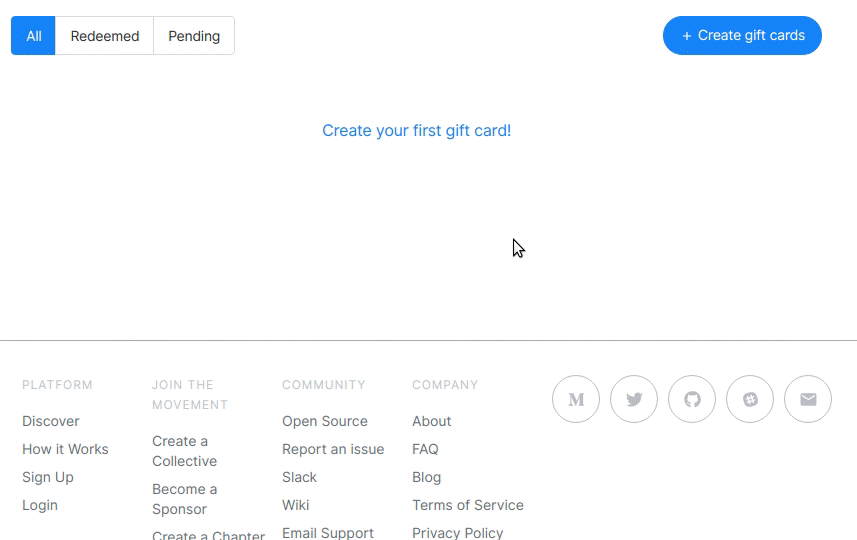 All
Redeemed
Pending
+ Create gift cards
Create your first gift card!
PLATFORM
Discover
How it Works
Sign Up
Login
JOIN THE
MOVEMENT
Create a
Collective
Become a
Sponsor
Create a Chapter
COMMUNITY
Open Source
Report an issue
Slack
Wiki
Email Support
COMPANY
About
FAQ
Blog
Terms of Service
Privacy Policy
M